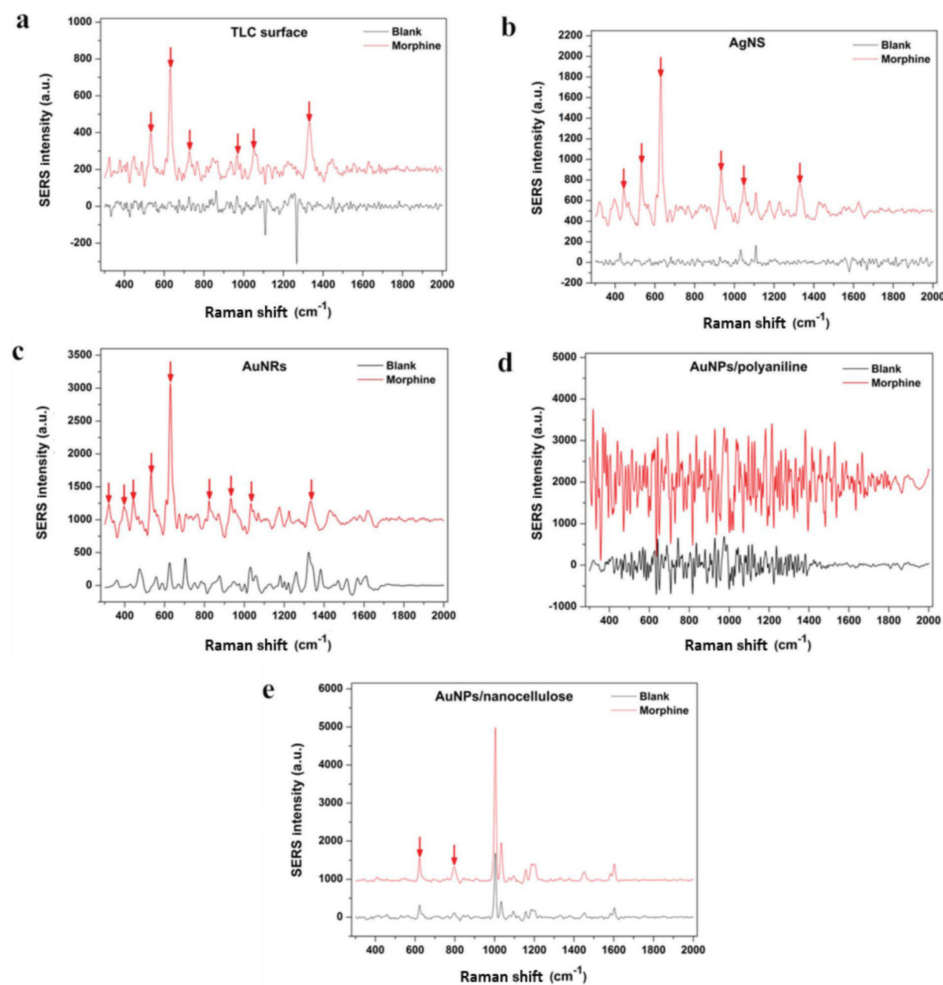 a
TLC surface
Blank
Morphine
1000
800
600
400
200
0
-200
SERS intensity (a.u.)
400 600 800 1000 1200 1400 1600 1800 2000
Raman shift (cm-1)
b
AgNS
Blank
Morphine
2200
2000
1800
1600
1400
1200
1000
800
600
400
200
0
-200
SERS intensity (a.u.)
400 600 800 1000 1200 1400 1600 1800 2000
Raman shift (cm-1)
c
AuNRs
Blank
Morphine
3500
3000
2500
2000
1500
1000
500
0
SERS intensity (a.u.)
400 600 800 1000 1200 1400 1600 1800 2000
Raman shift (cm-1)
d
AuNPs/polyaniline
Blank
Morphine
5000
4000
3000
2000
1000
0
-1000
SERS intensity (a.u.)
400 600 800 1000 1200 1400 1600 1800 2000
Raman shift (cm-1)
e
AuNPs/nanocellulose
Blank
Morphine
6000
5000
4000
3000
2000
1000
0
SERS intensity (a.u.)
400 600 800 1000 1200 1400 1600 1800 2000
Raman shift (cm-1)